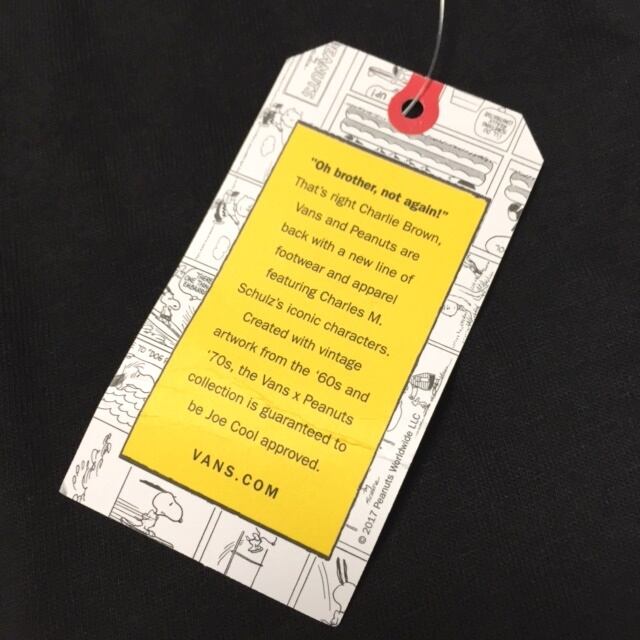 PEANUTS
"Oh brother, not again!"
That's right Charlie Brown,
Vans and Peanuts are
back with a new line of
footwear and apparel
featuring Charles M.
Schulz's iconic characters.
Created with vintage
artwork from the '60s and
'70s, the Vans x Peanuts
collection is guaranteed to
be Joe Cool approved.
VANS.COM
© 2017 Peanuts Worldwide LLC